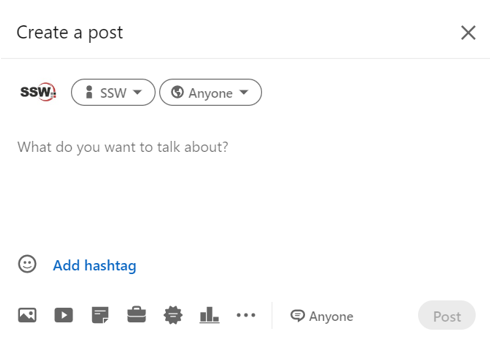 Create a post
SSW SSW Anyone
What do you want to talk about?
Add hashtag
Anyone Post